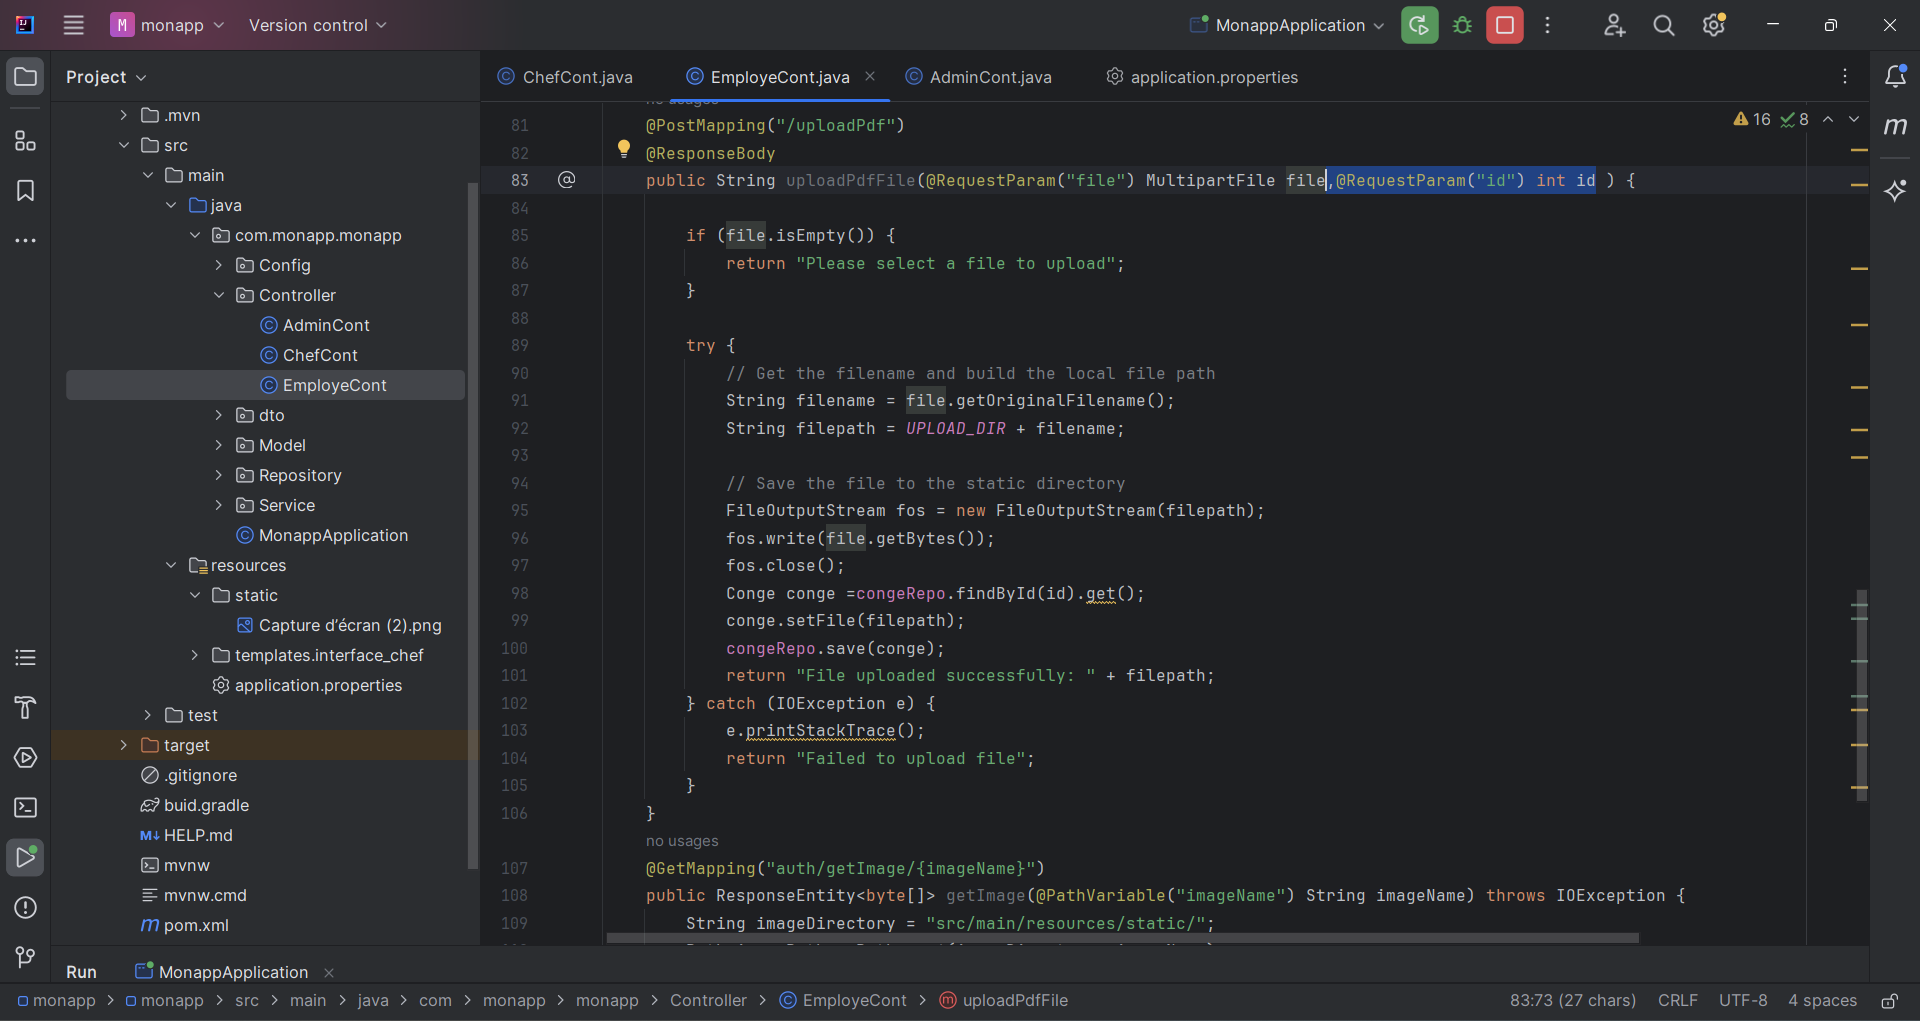 M monapp Version control MonappApplication
Project
ChefCont.java EmployeCont.java AdminCont.java application.properties
.mvn
src
main
java
com.monapp.monapp
Config
Controller
AdminCont
ChefCont
EmployeCont
dto
Model
Repository
Service
MonappApplication
resources
static
Capture d’écran (2).png
templates.interface_chef
application.properties
test
target
.gitignore
buid.gradle
HELP.md
mvnw
mvnw.cmd
pom.xml
no usages
16 8
81 @PostMapping("/uploadPdf")
82 @ResponseBody
83 public String uploadPdfFile(@RequestParam("file") MultipartFile file,@RequestParam("id") int id ) {
84
85 if (file.isEmpty()) {
86 return "Please select a file to upload";
87 }
88
89 try {
90 // Get the filename and build the local file path
91 String filename = file.getOriginalFilename();
92 String filepath = UPLOAD_DIR + filename;
93
94 // Save the file to the static directory
95 FileOutputStream fos = new FileOutputStream(filepath);
96 fos.write(file.getBytes());
97 fos.close();
98 Conge conge =congeRepo.findById(id).get();
99 conge.setFile(filepath);
100 congeRepo.save(conge);
101 return "File uploaded successfully: " + filepath;
102 } catch (IOException e) {
103 e.printStackTrace();
104 return "Failed to upload file";
105 }
106 }
no usages
107 @GetMapping("auth/getImage/{imageName}")
108 public ResponseEntity<byte[]> getImage(@PathVariable("imageName") String imageName) throws IOException {
109 String imageDirectory = "src/main/resources/static/";
Run MonappApplication
monapp > monapp > src > main > java > com > monapp > monapp > Controller > EmployeCont > uploadPdfFile 83:73 (27 chars) CRLF UTF-8 4 spaces